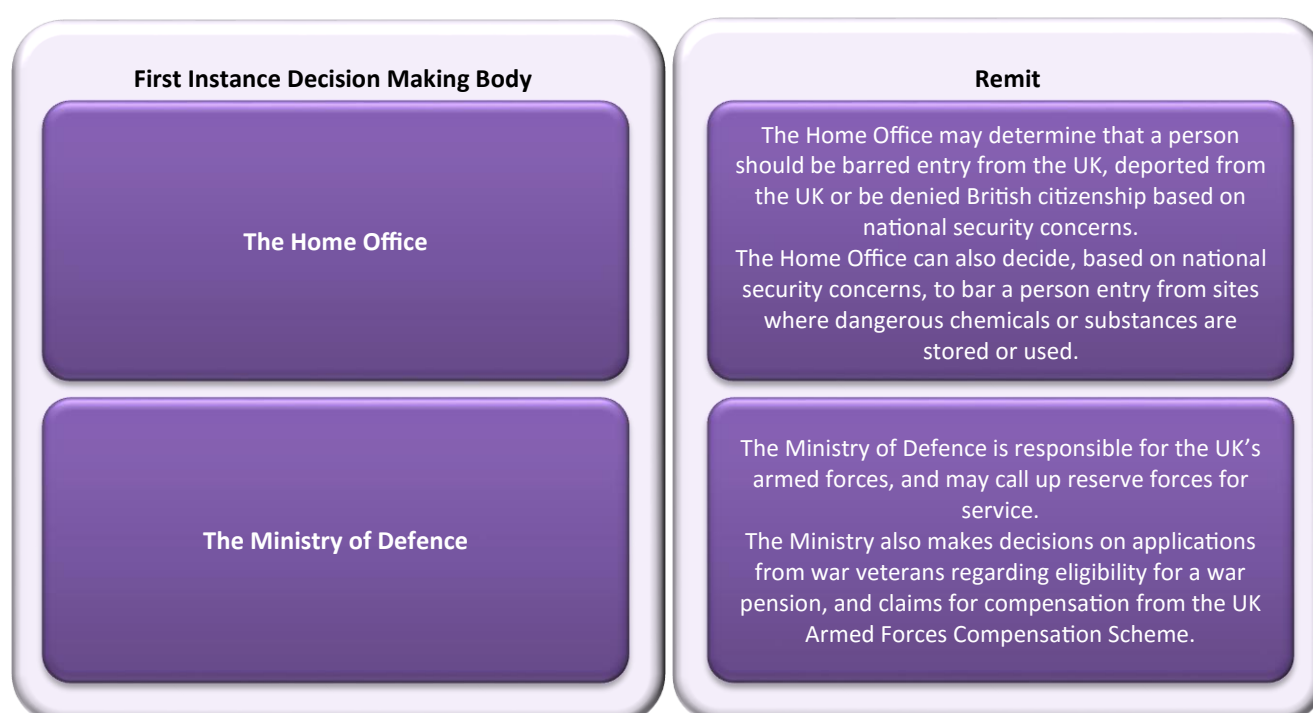 First Instance Decision Making Body
Remit
The Home Office
The Home Office may determine that a person
should be barred entry from the UK, deported from
the UK or be denied British citizenship based on
national security concerns.
The Home Office can also decide, based on national
security concerns, to bar a person entry from sites
where dangerous chemicals or substances are
stored or used.
The Ministry of Defence
The Ministry of Defence is responsible for the UK’s
armed forces, and may call up reserve forces for
service.
The Ministry also makes decisions on applications
from war veterans regarding eligibility for a war
pension, and claims for compensation from the UK
Armed Forces Compensation Scheme.